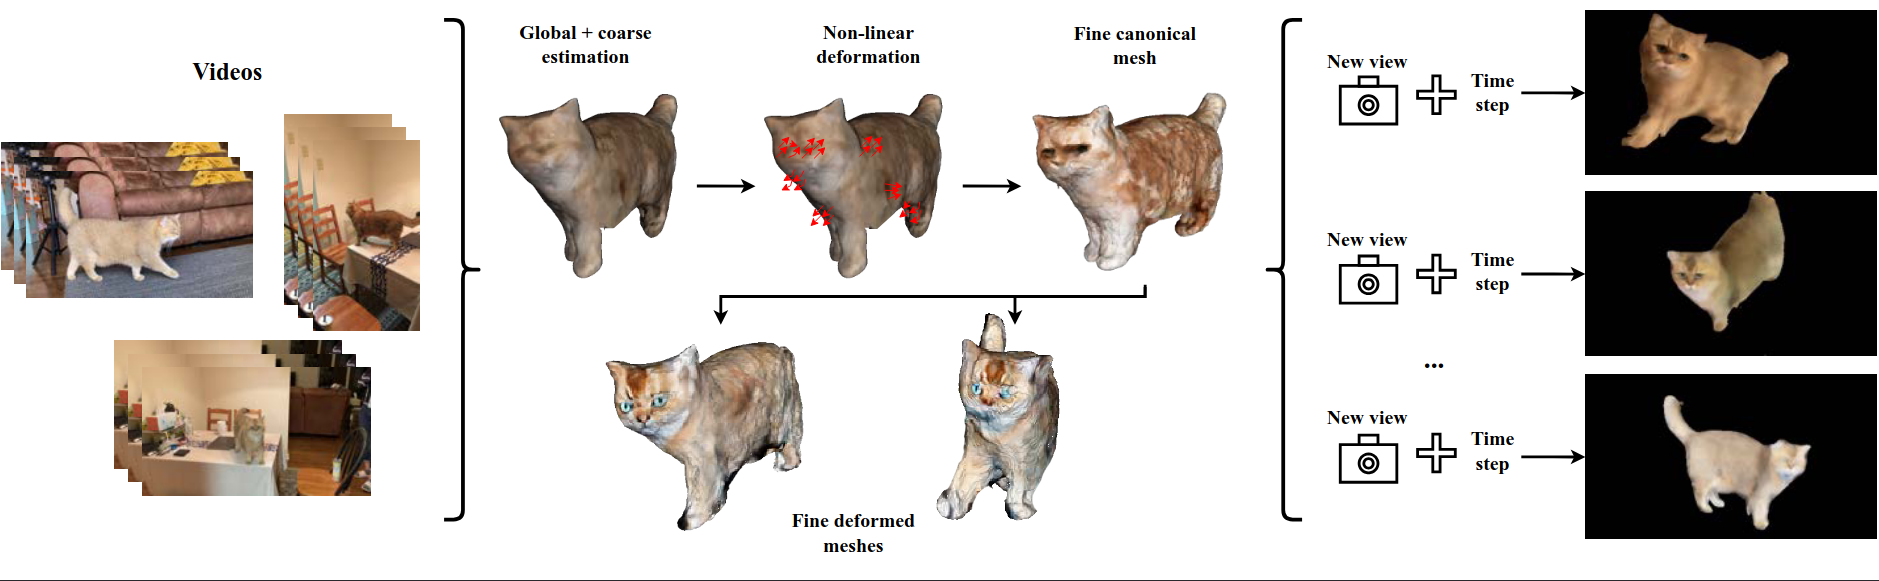 Videos
Global + coarse
estimation
Non-linear
deformation
Fine canonical
mesh
Fine deformed
meshes
New view
Time
step
New view
Time
step
...
New view
Time
step